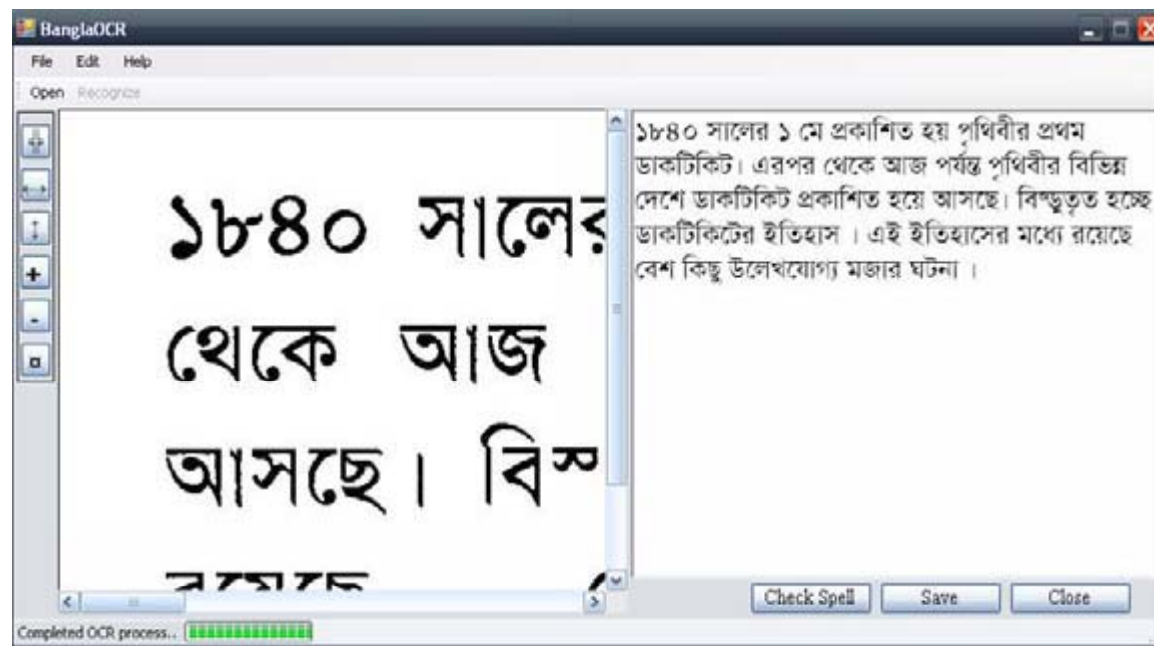 BanglaOCR
File Edit Help
Open Recognize
১৮৪০ সালের
থেকে আজ
আসছে। বিস্
রয়েছে
১৮৪০ সালের ১ মে প্রকাশিত হয় পৃথিবীর প্রথম
ডাকটিকিট। এরপর থেকে আজ পর্যন্ত পৃথিবীর বিভিন্ন
দেশে ডাকটিকিট প্রকাশিত হয়ে আসছে। হচ্ছে
ডাকটিকিটের ইতিহাস । এই ইতিহাসের মধ্যে রয়েছে
বেশ কিছু উলেখযোগ্য মজার ঘটনা ।
Check Spell Save Close
Completed OCR process..